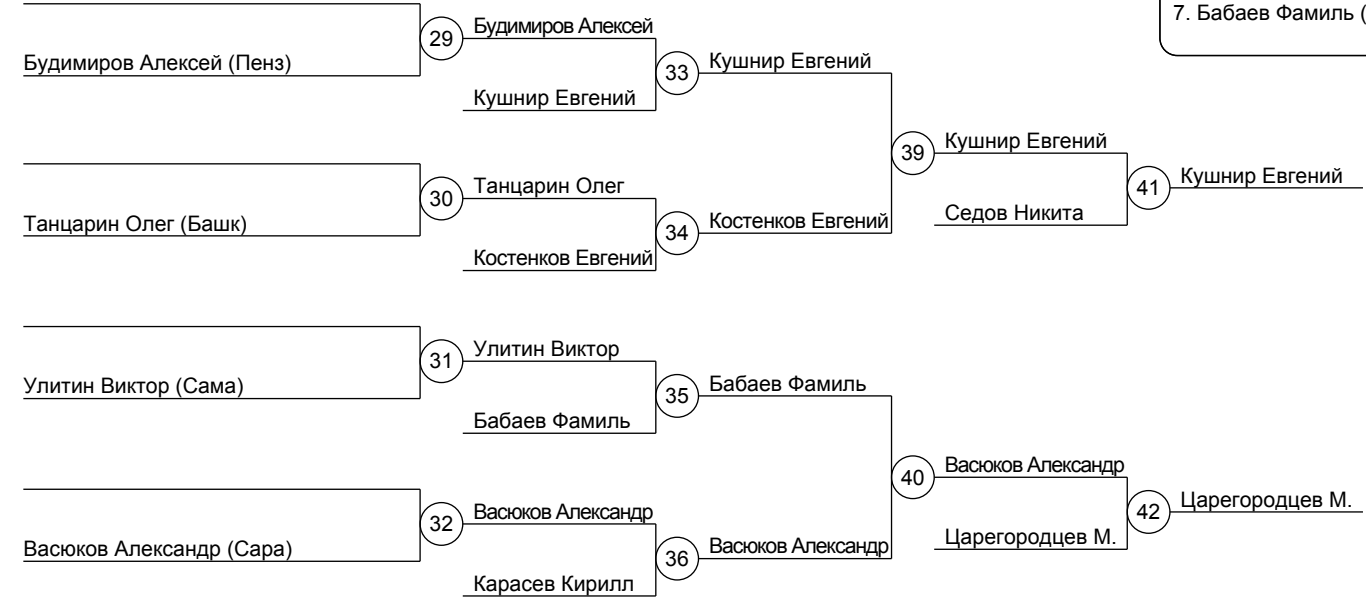 7. Бабаев Фамиль (
Будимиров Алексей (Пенз)
29
Будимиров Алексей
Кушнир Евгений
33
Кушнир Евгений
Танцарин Олег (Башк)
30
Танцарин Олег
Костенков Евгений
34
Костенков Евгений
39
Кушнир Евгений
Седов Никита
41
Кушнир Евгений
Улитин Виктор (Сама)
31
Улитин Виктор
Бабаев Фамиль
35
Бабаев Фамиль
Васюков Александр (Сара)
32
Васюков Александр
Карасев Кирилл
36
Васюков Александр
40
Васюков Александр
Царегородцев М.
42
Царегородцев М.